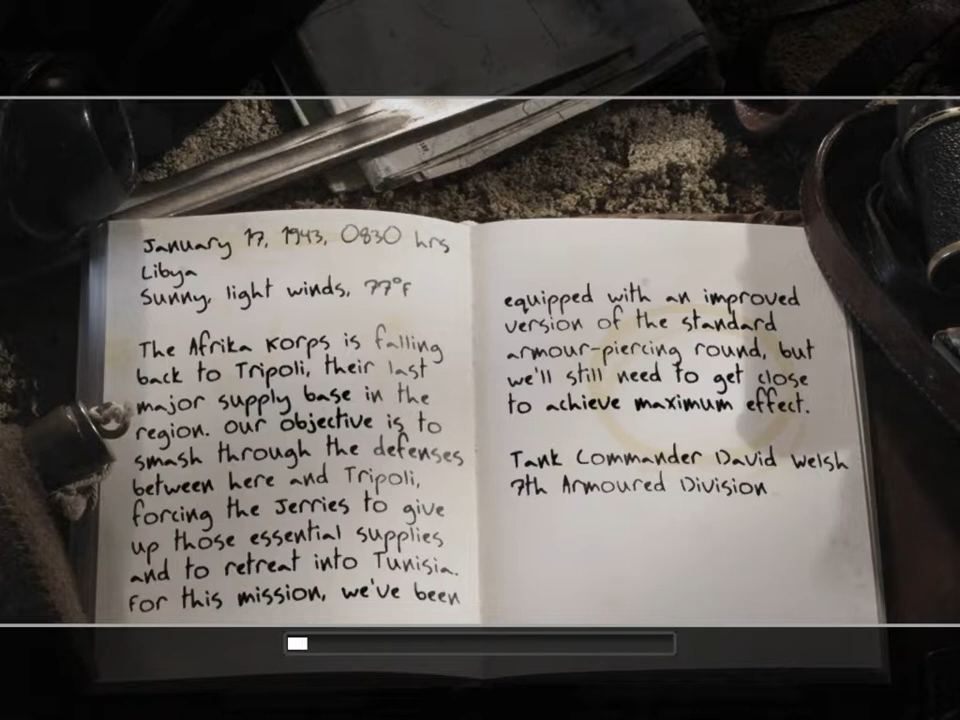 January 17, 1943, 0830 hrs
Libya
Sunny, light winds, 77°F
The Afrika Korps is falling
back to Tripoli, their last
major supply base in the
region. Our objective is to
smash through the defenses
between here and Tripoli,
forcing the Jerries to give
up those essential supplies
and to retreat into Tunisia.
For this mission, we've been
equipped with an improved
version of the standard
armour-piercing round, but
we'll still need to get close
to achieve maximum effect.
Tank Commander David Welsh
7th Armoured Division